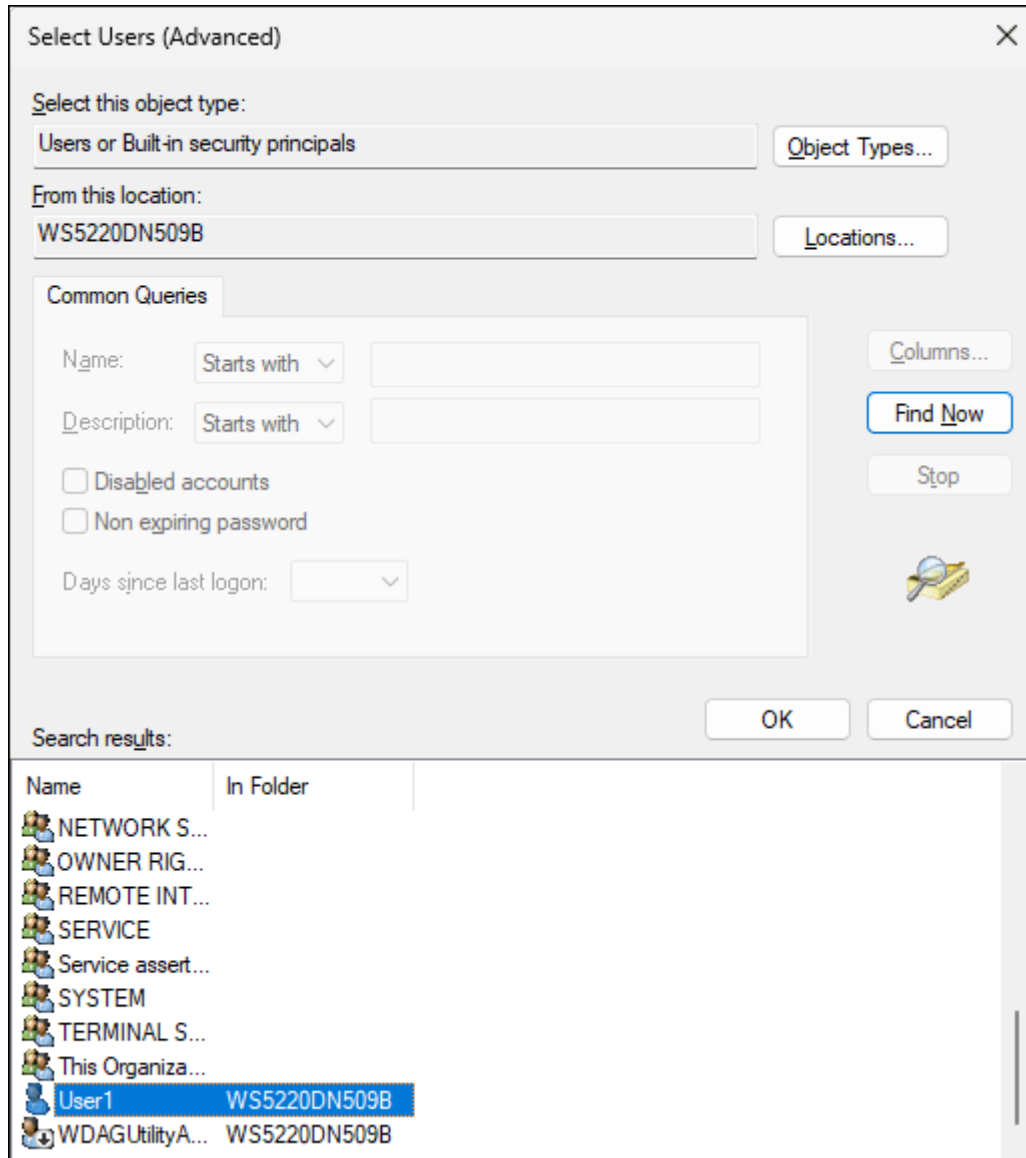 Select Users (Advanced)
Select this object type:
Users or Built-in security principals
Object Types...
From this location:
WS5220DN509B
Locations...
Common Queries
Name: Starts with
Columns...
Description: Starts with
Find Now
Disabled accounts
Stop
Non expiring password
Days since last logon:
OK Cancel
Search results:
Name In Folder
NETWORK S...
OWNER RIG...
REMOTE INT...
SERVICE
Service assert...
SYSTEM
TERMINAL S...
This Organiza...
User1 WS5220DN509B
WDAGUtilityA... WS5220DN509B